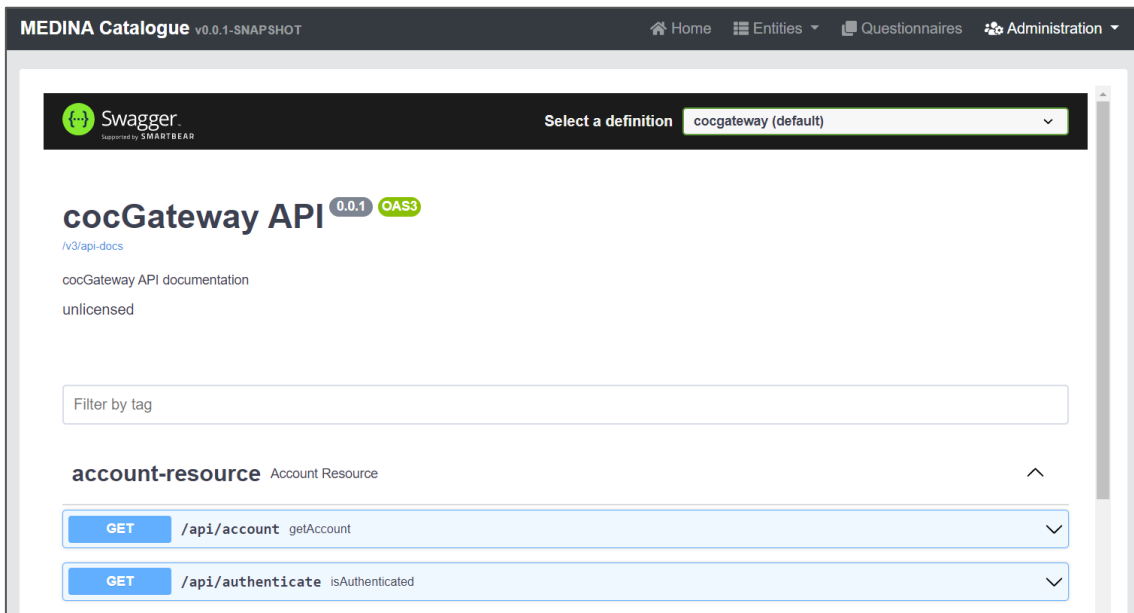 MEDINA Catalogue v0.0.1-SNAPSHOT Home Entities Questionnaires Administration
Swagger. Select a definition cocgateway (default)
Supported by SMARTBEAR
cocGateway API 0.0.1 OAS3
/v3/api-docs
cocGateway API documentation
unlicensed
Filter by tag
account-resource Account Resource
GET /api/account getAccount
GET /api/authenticate isAuthenticated